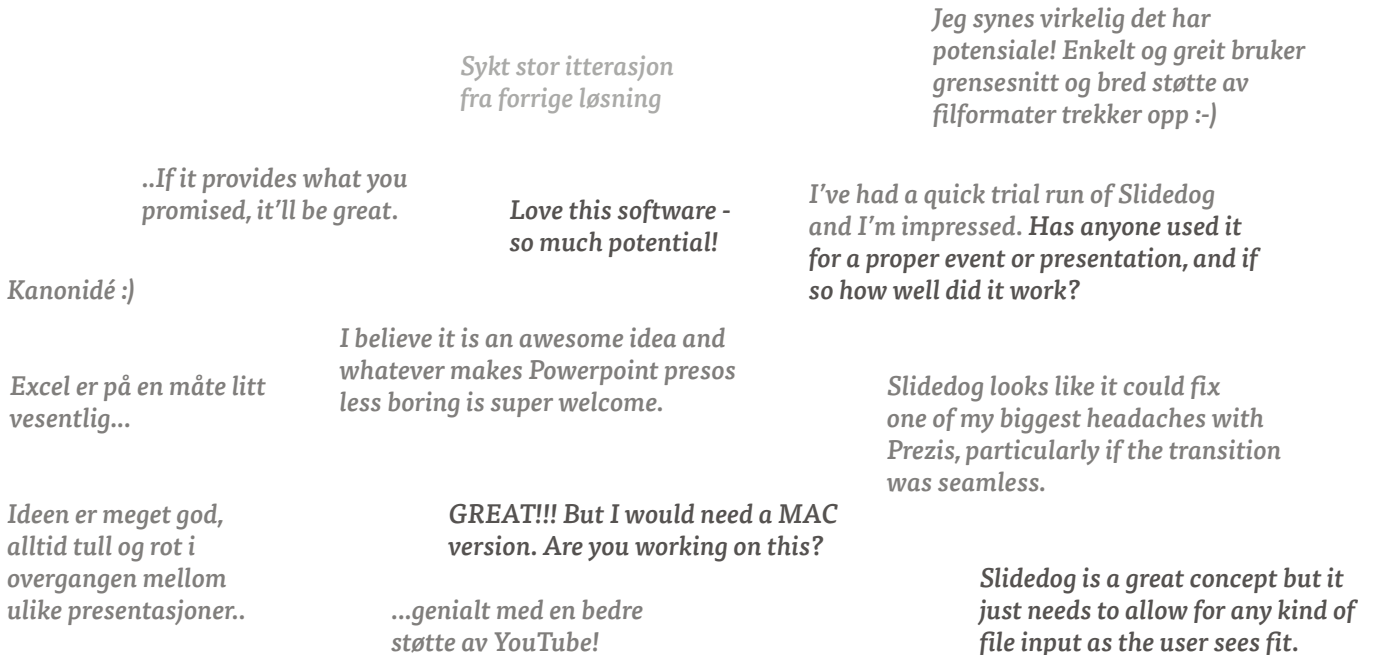 Jeg synes virkelig det har
potensiale! Enkelt og greit bruker
grensesnitt og bred støtte av
filformater trekker opp :-)
Sykt stor itterasjon
fra forrige løsning
..If it provides what you
promised, it'll be great.
Love this software -
so much potential!
I've had a quick trial run of Slidedog
and I'm impressed. Has anyone used it
for a proper event or presentation, and if
so how well did it work?
Kanonidé :)
I believe it is an awesome idea and
whatever makes Powerpoint presos
less boring is super welcome.
Excel er på en måte litt
vesentlig...
Slidedog looks like it could fix
one of my biggest headaches with
Prezis, particularly if the transition
was seamless.
Ideen er meget god,
alltid tull og rot i
overgangen mellom
ulike presentasjoner..
GREAT!!! But I would need a MAC
version. Are you working on this?
...genialt med en bedre
støtte av YouTube!
Slidedog is a great concept but it
just needs to allow for any kind of
file input as the user sees fit.